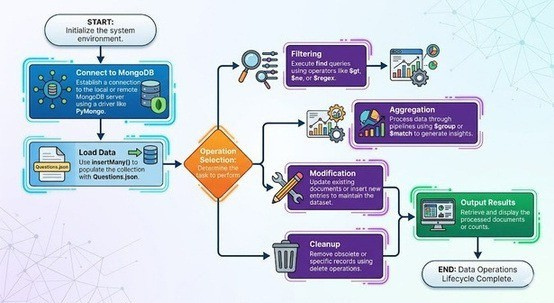 START:
Initialize the system
environment.
Connect to MongoDB
Establish a connection
to the local or remote
MongoDB server
using a driver like
PyMongo.
Load Data
Questions.json
Use insertMany() to
populate the collection
with Questions.json.
Operation
Selection:
Determine the
task to perform
Filtering
Execute find queries
using operators like $gt,
$ne, or $regex.
Aggregation
Process data through
pipelines using $group or
$match to generate insights.
Modification
Update existing
documents or insert new
entries to maintain the
dataset.
Cleanup
Remove obsolete or
specific records using
delete operations.
Output Results
Retrieve and display the
processed documents
or counts.
END: Data Operations
Lifecycle Complete.